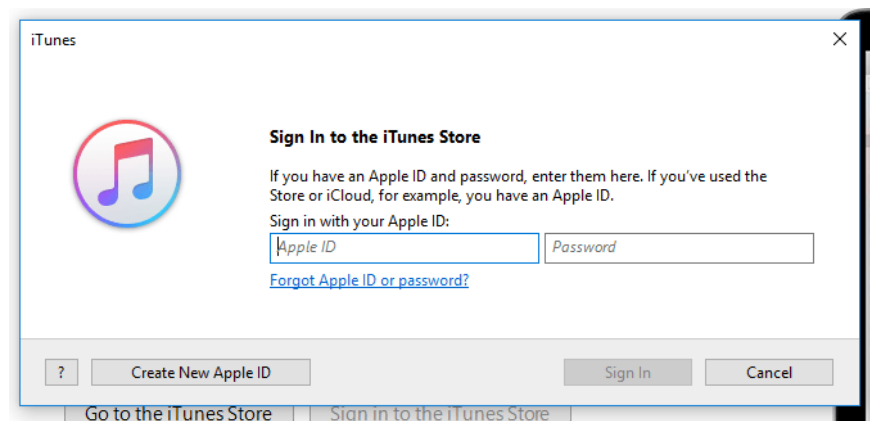 iTunes
Sign In to the iTunes Store
If you have an Apple ID and password, enter them here. If you've used the
Store or iCloud, for example, you have an Apple ID.
Sign in with your Apple ID:
Apple ID
Password
Forgot Apple ID or password?
?
Create New Apple ID
Sign In
Cancel
Go to the iTunes Store
Sign in to the iTunes Store